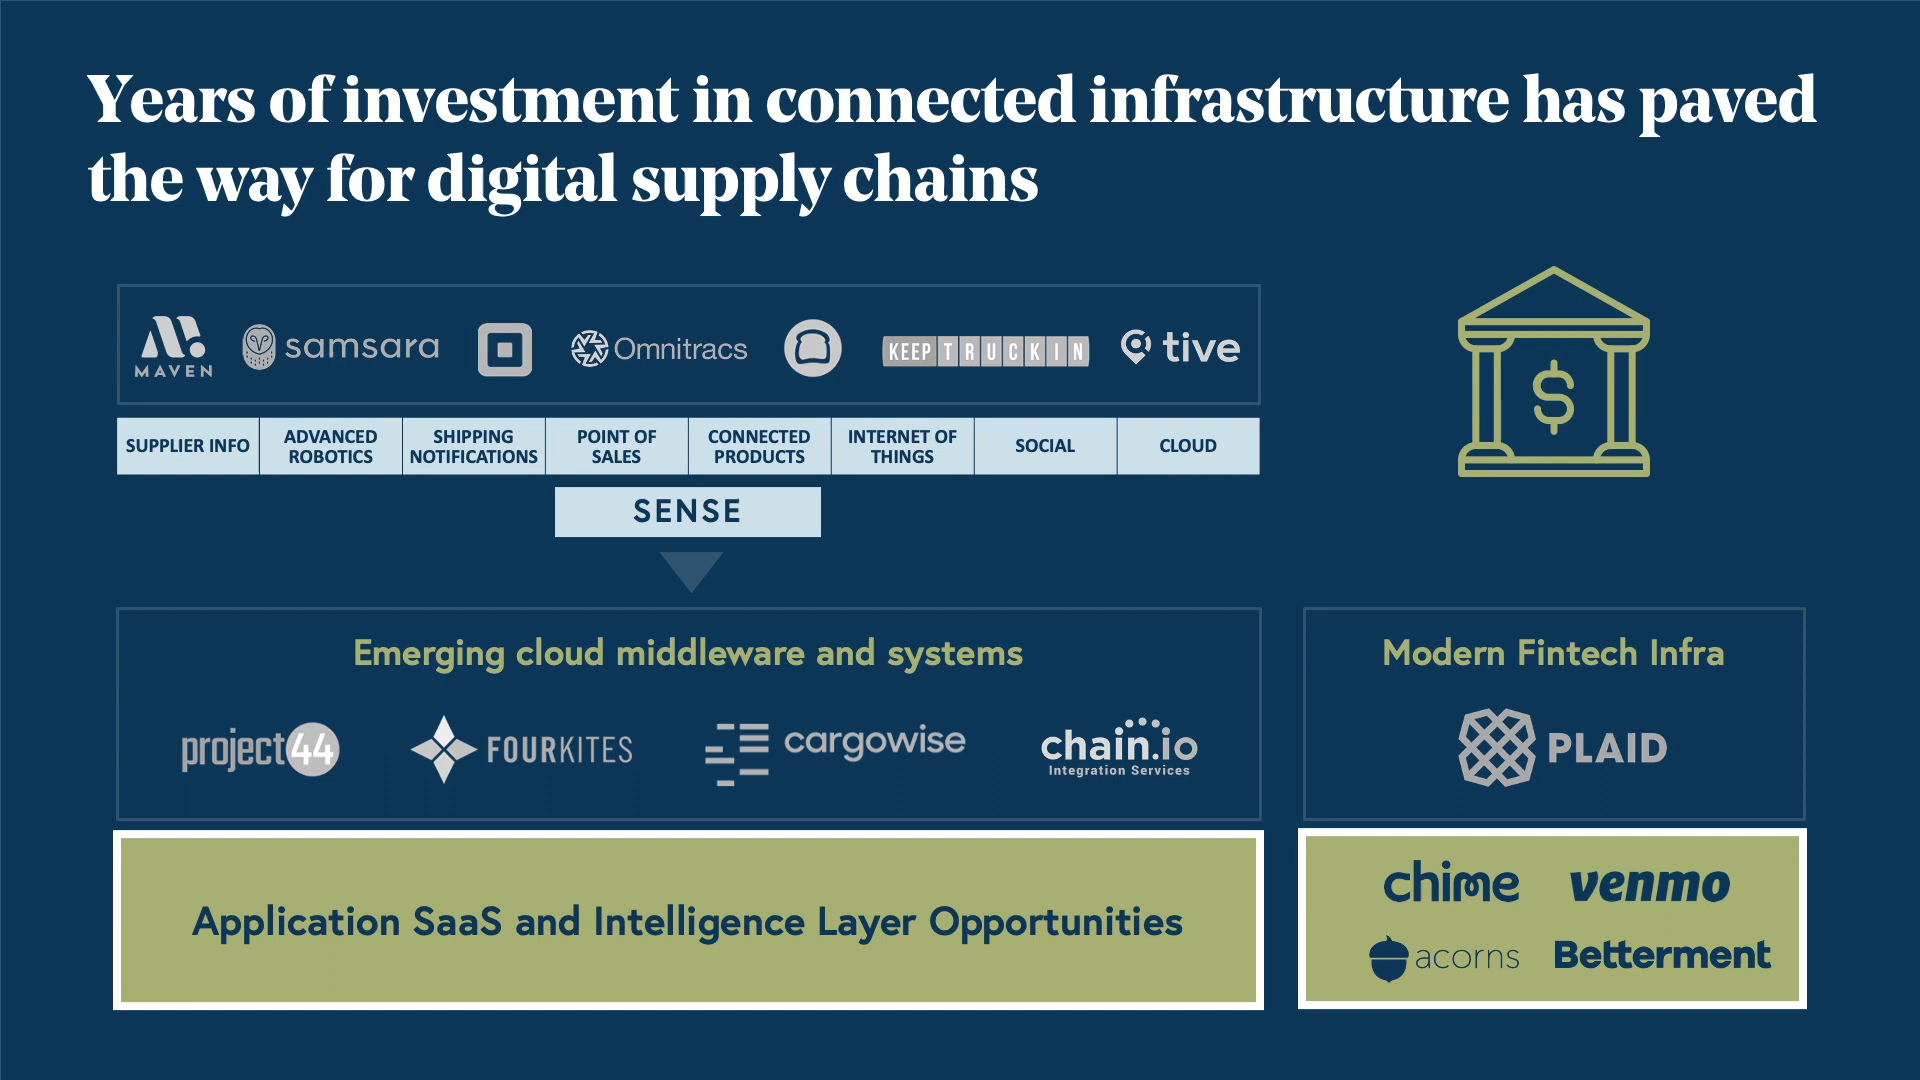 Years of investment in connected infrastructure has paved
the way for digital supply chains
MAVEN
samsara
Omnitracs
KEEP TRUCKIN
tive
SUPPLIER INFO
ADVANCED
ROBOTICS
SHIPPING
NOTIFICATIONS
POINT OF
SALES
CONNECTED
PRODUCTS
INTERNET OF
THINGS
SOCIAL
CLOUD
$
SENSE
Emerging cloud middleware and systems
project44
FOURKITES
cargowise
chain.io
Integration Services
Modern Fintech Infra
PLAID
Application SaaS and Intelligence Layer Opportunities
chime
venmo
acorns
Betterment